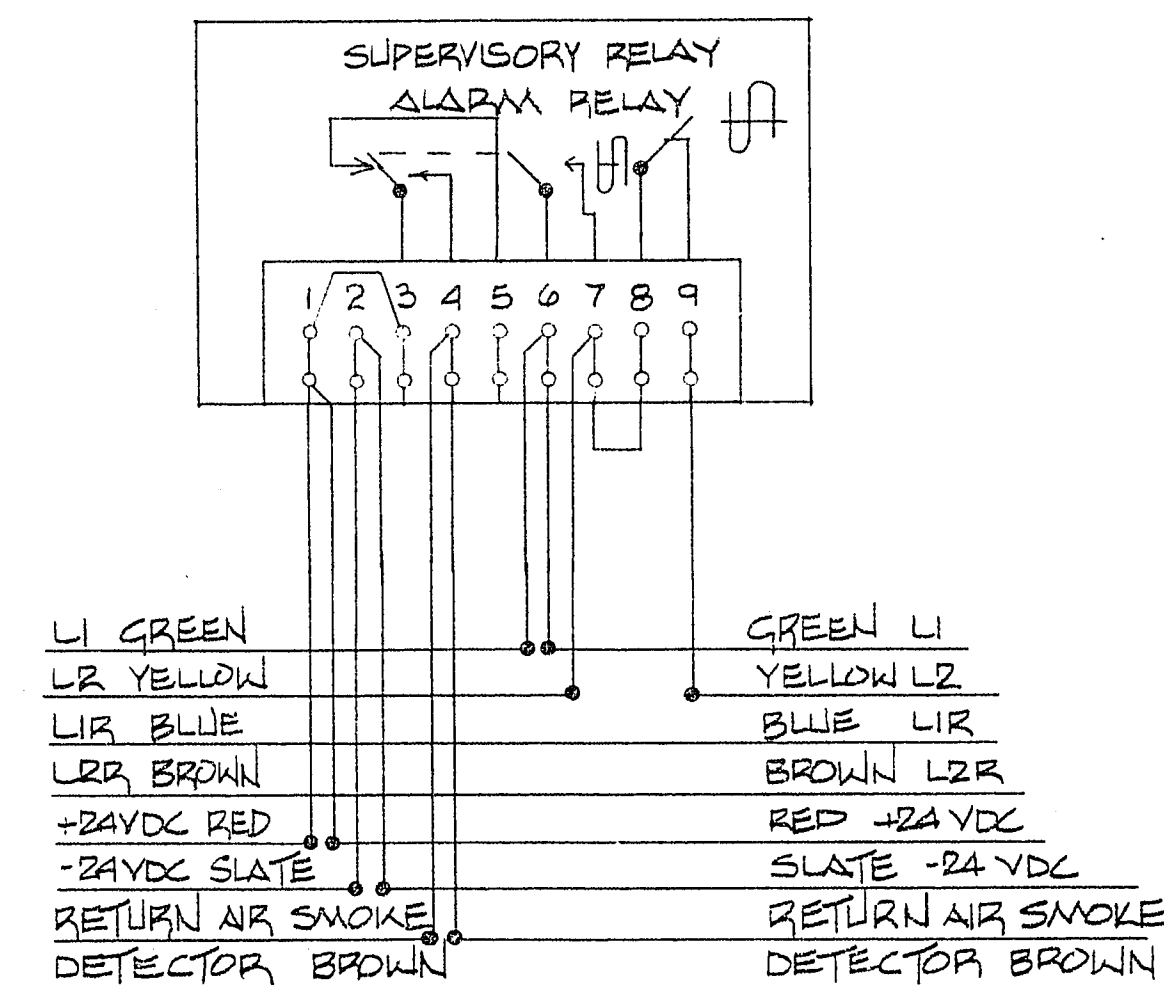 SUPERVISORY RELAY
ALARM RELAY
1 2 3 4 5 6 7 8 9
L1 GREEN
GREEN L1
L2 YELLOW
YELLOW L2
L1R BLUE
BLUE L1R
L2R BROWN
BROWN L2R
+24VDC RED
RED +24 VDC
-24VDC SLATE
SLATE -24 VDC
RETURN AIR SMOKE
RETURN AIR SMOKE
DETECTOR BROWN
DETECTOR BROWN